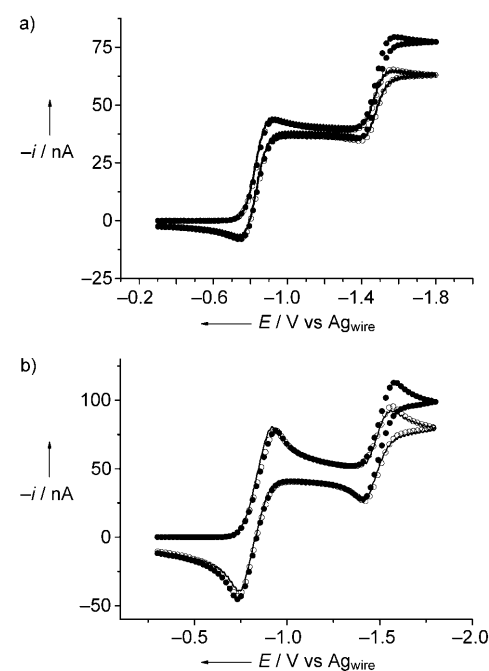 a)
75
50
25
0
–25
–i / nA
–0.2 –0.6 –1.0 –1.4 –1.8
E / V vs Agwire
b)
100
50
0
–50
–i / nA
–0.5 –1.0 –1.5 –2.0
E / V vs Agwire